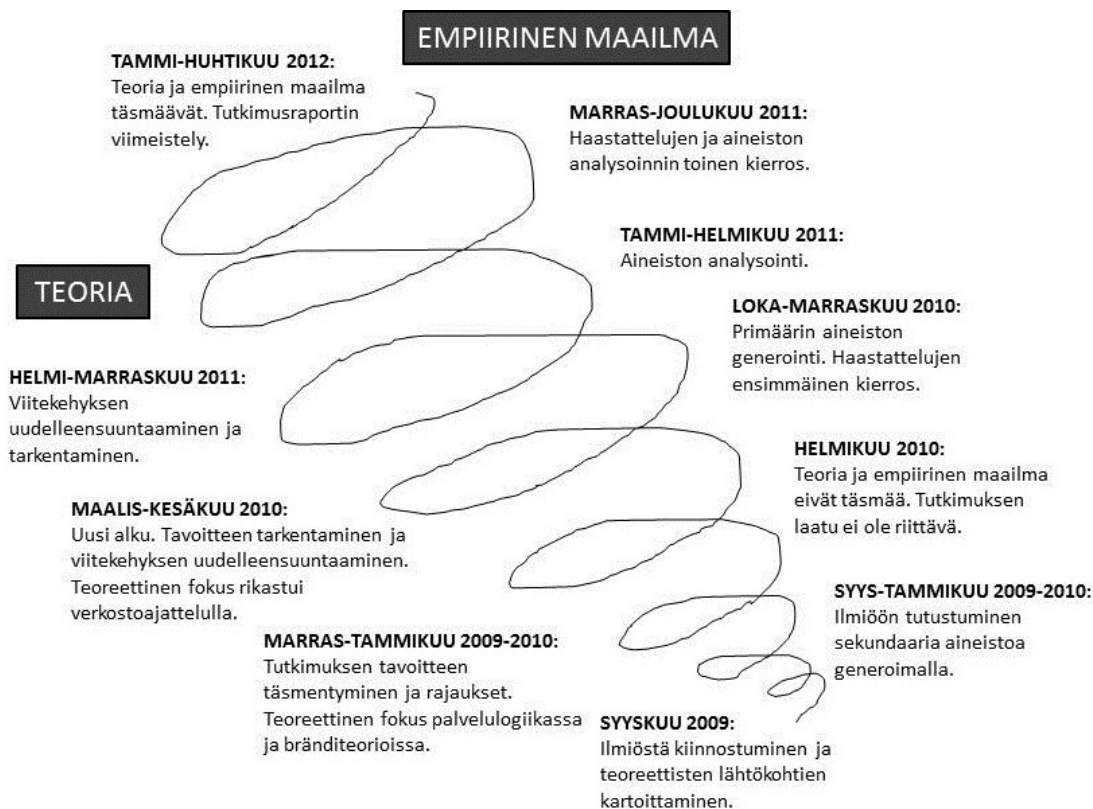 EMPIIRINEN MAAILMA
TAMMI-HUHTIKUU 2012:
Teoria ja empiirinen maailma
täsmäävät. Tutkimusraportin
viimeistely.
MARRAS-JOULUKUU 2011:
Haastattelujen ja aineiston
analysoinnin toinen kierros.
TAMMI-HELMIKUU 2011:
Aineiston analysointi.
TEORIA
LOKA-MARRASKUU 2010:
Primäärin aineiston
generointi. Haastattelujen
ensimmäinen kierros.
HELMI-MARRASKUU 2011:
Viitekehyksen
uudelleensuuntaaminen ja
tarkentaminen.
HELMIKUU 2010:
Teoria ja empiirinen maailma
eivät täsmää. Tutkimuksen
laatu ei ole riittävä.
MAALIS-KESÄKUU 2010:
Uusi alku. Tavoitteen tarkentaminen ja
viitekehyksen uudelleensuuntaaminen.
Teoreettinen fokus rikastui
verkostoajattelulla.
SYYS-TAMMIKUU 2009-2010:
Ilmiöön tutustuminen
sekundaaria aineistoa
generoimalla.
MARRAS-TAMMIKUU 2009-2010:
Tutkimuksen tavoitteen
täsmentyminen ja rajaukset.
Teoreettinen fokus palvelulogiikassa
ja bränditeorioissa.
SYYSKUU 2009:
Ilmiöstä kiinnostuminen ja
teoreettisten lähtökohtien
kartoittaminen.